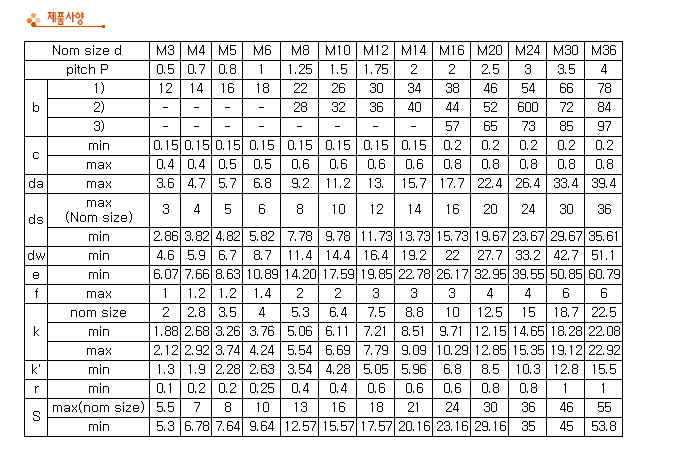 제품사양
Nom size d M3 M4 M5 M6 M8 M10 M12 M14 M16 M20 M24 M30 M36
pitch P 0.5 0.7 0.8 1 1.25 1.5 1.75 2 2 2.5 3 3.5 4
b 1) 12 14 16 18 22 26 30 34 38 46 54 66 78
2) - - - - 28 32 36 40 44 52 600 72 84
3) - - - - - - - - 57 65 73 85 97
c min 0.15 0.15 0.15 0.15 0.15 0.15 0.15 0.15 0.2 0.2 0.2 0.2 0.2
max 0.4 0.4 0.5 0.5 0.6 0.6 0.6 0.6 0.8 0.8 0.8 0.8 0.8
da max 3.6 4.7 5.7 6.8 9.2 11.2 13. 15.7 17.7 22.4 26.4 33.4 39.4
ds max (Nom size) 3 4 5 6 8 10 12 14 16 20 24 30 36
min 2.86 3.82 4.82 5.82 7.78 9.78 11.73 13.73 15.73 19.67 23.67 29.67 35.61
dw min 4.6 5.9 6.7 8.7 11.4 14.4 16.4 19.2 22 27.7 33.2 42.7 51.1
e min 6.07 7.66 8.63 10.89 14.20 17.59 19.85 22.78 26.17 32.95 39.55 50.85 60.79
f max 1 1.2 1.2 1.4 2 2 3 3 3 4 4 6 6
k nom size 2 2.8 3.5 4 5.3 6.4 7.5 8.8 10 12.5 15 18.7 22.5
min 1.88 2.68 3.26 3.76 5.06 6.11 7.21 8.51 9.71 12.15 14.65 18.28 22.08
max 2.12 2.92 3.74 4.24 5.54 6.69 7.79 9.09 10.29 12.85 15.35 19.12 22.92
k' min 1.3 1.9 2.28 2.63 3.54 4.28 5.05 5.96 6.8 8.5 10.3 12.8 15.5
r min 0.1 0.2 0.2 0.25 0.4 0.4 0.6 0.6 0.6 0.8 0.8 1 1
S max(nom size) 5.5 7 8 10 13 16 18 21 24 30 36 46 55
min 5.3 6.78 7.64 9.64 12.57 15.57 17.57 20.16 23.16 29.16 35 45 53.8